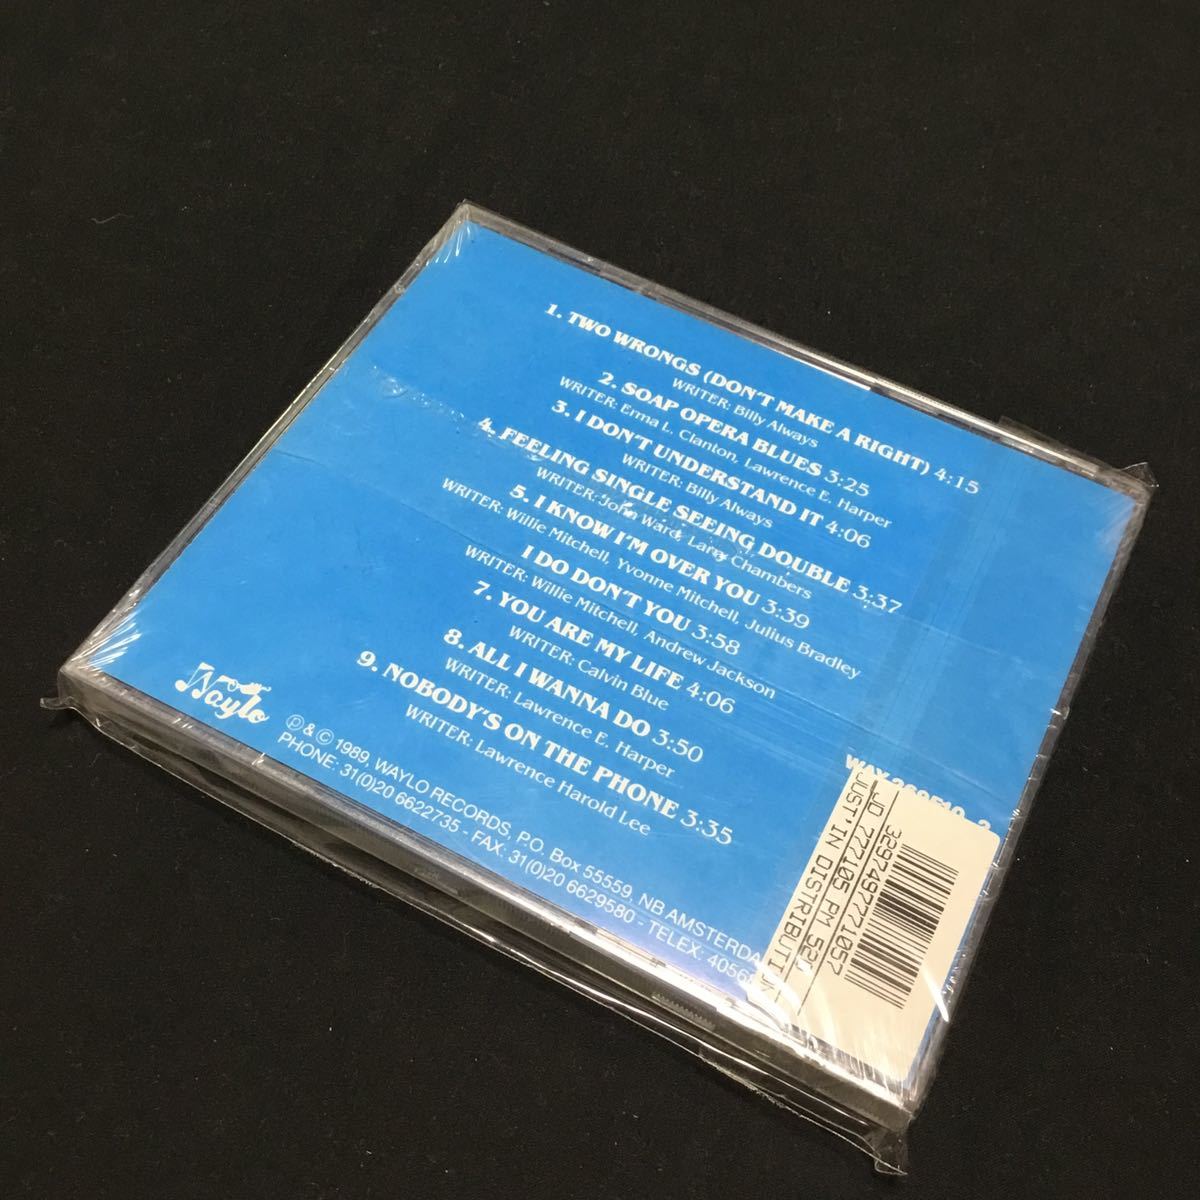 1. TWO WRONGS (DON'T MAKE A RIGHT) 4:15
WRITER: Billy Always
2. SOAP OPERA BLUES 3:25
WRITER: Erma L. Clanton, Lawrence E. Harper
3. I DON'T UNDERSTAND IT 4:06
WRITER: Billy Always
4. FEELING SINGLE SEEING DOUBLE 3:37
WRITER: John Ward, Larry Chambers
5. I KNOW I'M OVER YOU 3:39
WRITER: Willie Mitchell, Yvonne Mitchell, Julius Bradley
I DO DON'T YOU 3:58
WRITER: Willie Mitchell, Andrew Jackson
7. YOU ARE MY LIFE 4:06
WRITER: Calvin Blue
8. ALL I WANNA DO 3:50
WRITER: Lawrence E. Harper
9. NOBODY'S ON THE PHONE 3:35
WRITER: Lawrence Harold Lee
Waylo
℗ & © 1989, WAYLO RECORDS, P.O. Box 55559, NB AMSTERDA
PHONE: 31(0)20 6622735 - FAX: 31(0)20 6629580 - TELEX: 4056
3297497771057
JD 777105 PM 52
JUST'IN DISTRIBUTI